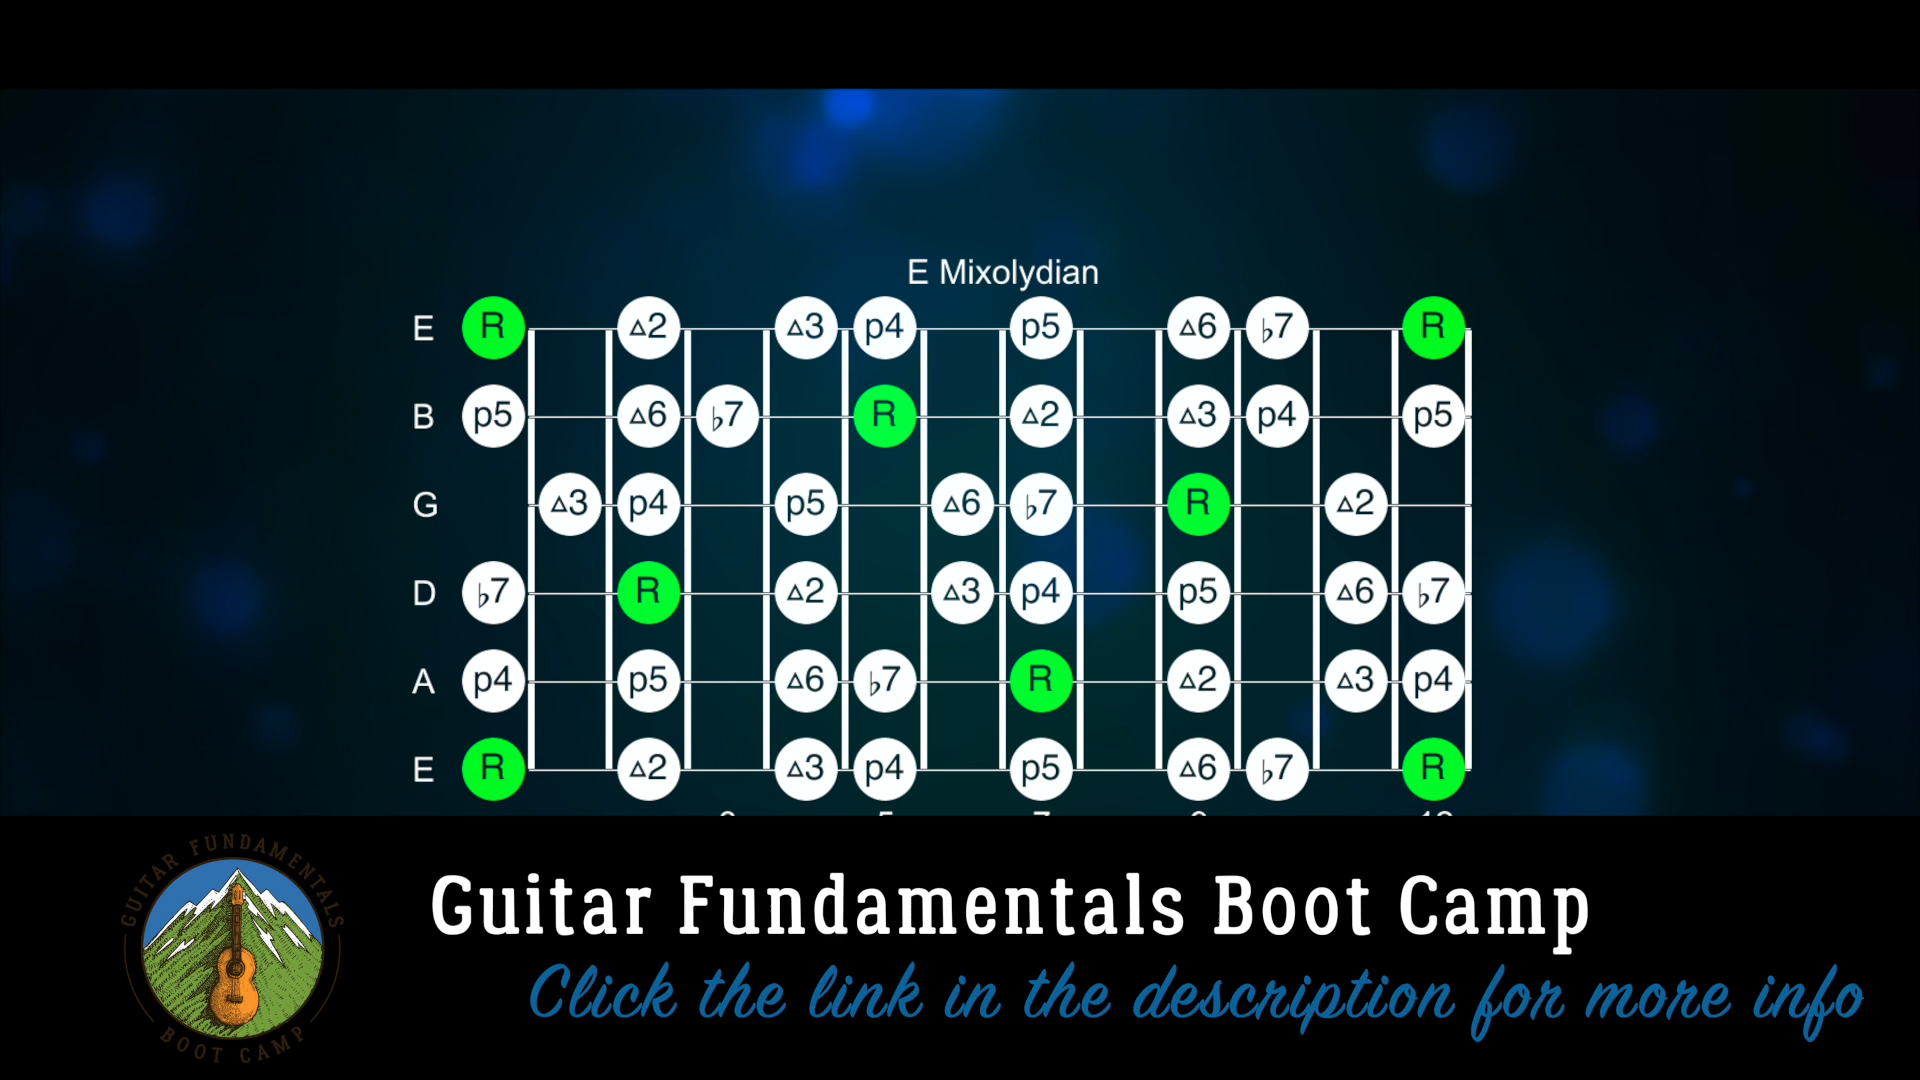 E Mixolydian
E R △2 △3 p4 p5 △6 ♭7 R
B p5 △6 ♭7 R △2 △3 p4 p5
G △3 p4 p5 △6 ♭7 R △2
D ♭7 R △2 △3 p4 p5 △6 ♭7
A p4 p5 △6 ♭7 R △2 △3 p4
E R △2 △3 p4 p5 △6 ♭7 R
GUITAR FUNDAMENTALS
BOOT CAMP
Guitar Fundamentals Boot Camp
Click the link in the description for more info